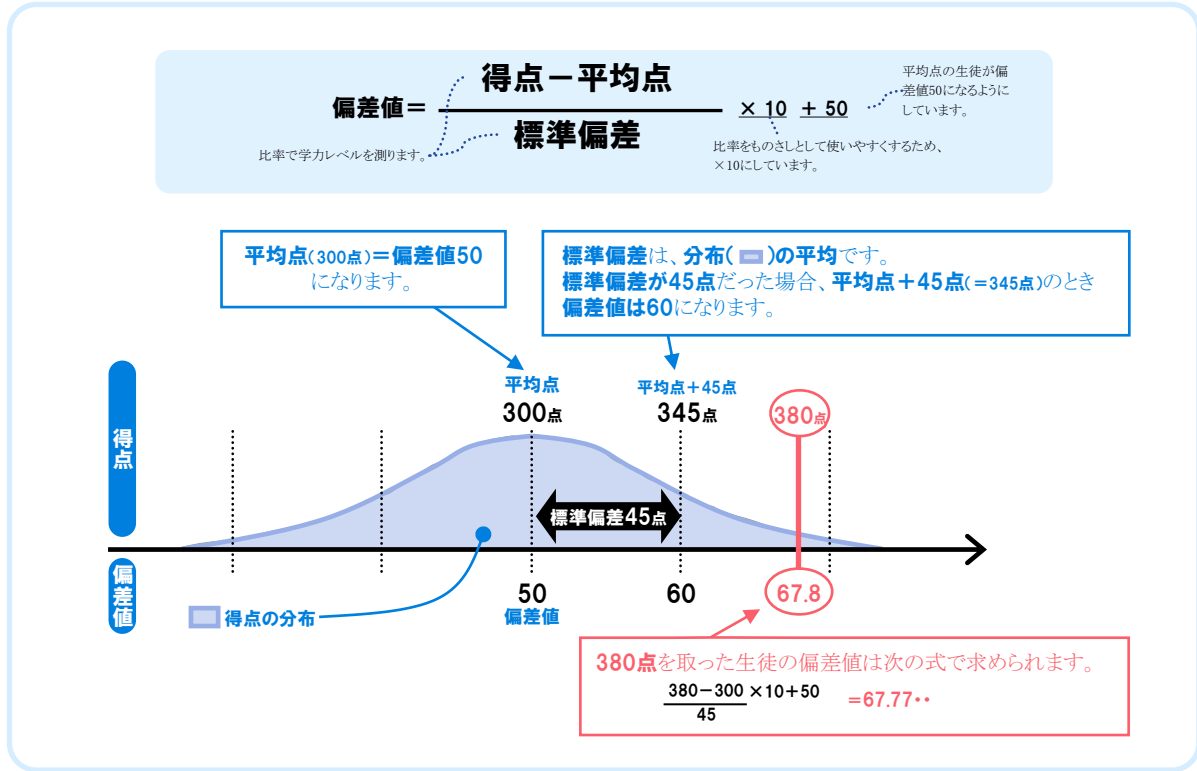 得点－平均点
偏差値＝
標準偏差
× 10 ＋ 50
平均点の生徒が偏
差値50になるように
しています。
比率で学力レベルを測ります。
比率をものさしとして使いやすくするため、
×10にしています。
平均点(300点)＝偏差値50
になります。
標準偏差は、分布( )の平均です。
標準偏差が45点だった場合、平均点＋45点(＝345点)のとき
偏差値は60になります。
平均点
300点
平均点＋45点
345点
380点
得点
標準偏差45点
偏差値
50
偏差値
60
67.8
得点の分布
380点を取った生徒の偏差値は次の式で求められます。
380－300
×10＋50
45
＝67.77・・